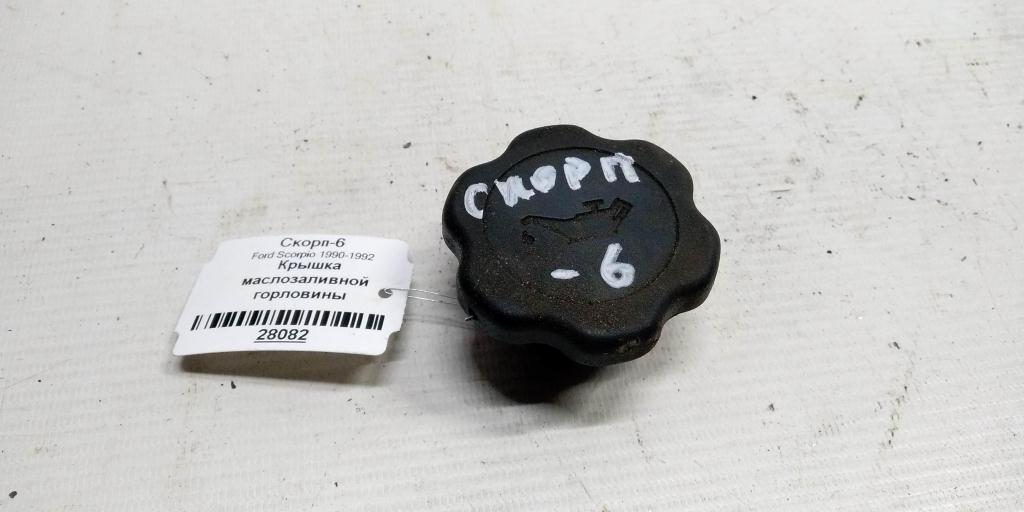 Скорп-6
Ford Scorpio 1990-1992
Крышка
маслозаливной
горловины
28082
скорп
-6